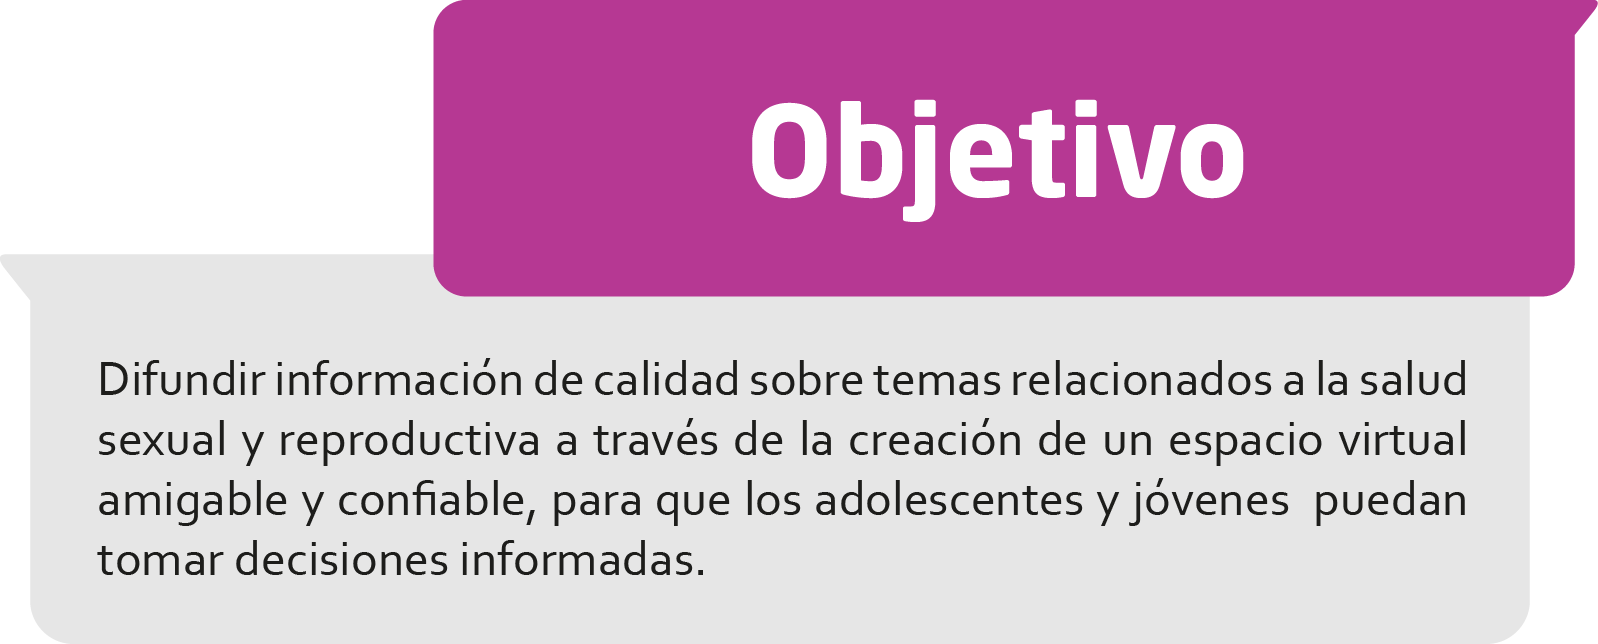 Objetivo
Difundir información de calidad sobre temas relacionados a la salud
sexual y reproductiva a través de la creación de un espacio virtual
amigable y confiable, para que los adolescentes y jóvenes  puedan
tomar decisiones informadas.